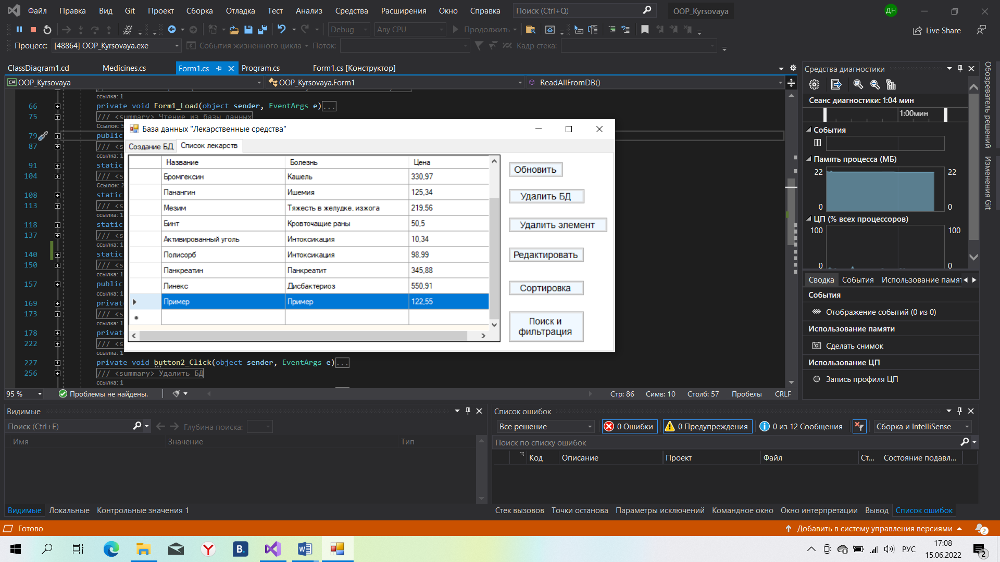 Файл Правка Вид Git Проект Сборка Отладка Тест Анализ Средства Расширения Окно Справка Поиск (Ctrl+Q) OOP_Kyrsovaya ДН
Debug Any CPU Продолжить Live Share
Процесс: [48864] OOP_Kyrsovaya.exe События жизненного цикла Поток: Кадр стека:
ClassDiagram1.cd Medicines.cs Form1.cs Program.cs Form1.cs [Конструктор]
C# OOP_Kyrsovaya OOP_Kyrsovaya.Form1 ReadAllFromDB()
ссылка: 1
66 private void Form1_Load(object sender, EventArgs e)...
75 /// <summary> Чтение из базы данных
Ссылок: 5
79 public
87 /// <s
ссылка: 1
91 static
104 /// <s
Ссылок: 2
108 static
113 /// <s
ссылка: 1
118 static
137 /// <s
ссылка: 1
140 static
150 /// <s
ссылка: 1
157 public
ссылка: 1
169 privat
173 /// <s
ссылка: 1
178 privat
222 /// <s
ссылка: 1
227 private void button2_Click(object sender, EventArgs e)...
256 /// <summary> Удалить БД
ссылка: 1
База данных "Лекарственные средства"
Создание БД Список лекарств
Название Болезнь Цена
Бромгексин Кашель 330,97
Панангин Ишемия 125,34
Мезим Тяжесть в желудке, изжога 219,56
Бинт Кровточащие раны 50,5
Активированный уголь Интоксикация 10,34
Полисорб Интоксикация 98,99
Панкреатин Панкреатит 345,88
Линекс Дисбактериоз 550,91
Пример Пример 122,55
Обновить
Удалить БД
Удалить элемент
Редактировать
Сортировка
Поиск и
фильтрация
95 % Проблемы не найдены. Стр: 86 Симв: 10 Столб: 57 Пробелы CRLF
Средства диагностики
Сеанс диагностики: 1:04 мин
1:00мин
События
Память процесса (МБ)
22 22
0 0
ЦП (% всех процессоров)
100 100
0 0
Сводка События Использование памят
События
Отображение событий (0 из 0)
Использование памяти
Сделать снимок
Использование ЦП
Запись профиля ЦП
Обозреватель решений
Изменения Git
Видимые
Поиск (Ctrl+E) Глубина поиска:
Имя Значение Тип
Видимые Локальные Контрольные значения 1
Список ошибок
Все решение 0 Ошибки 0 Предупреждения 0 из 12 Сообщения Сборка и IntelliSense
Поиск по списку ошибок
Код Описание Проект Файл Ст... Состояние подавл...
Стек вызовов Точки останова Параметры исключений Командное окно Окно интерпретации Вывод Список ошибок
Готово Добавить в систему управления версиями 2
B. РУС 17:08
15.06.2022 2